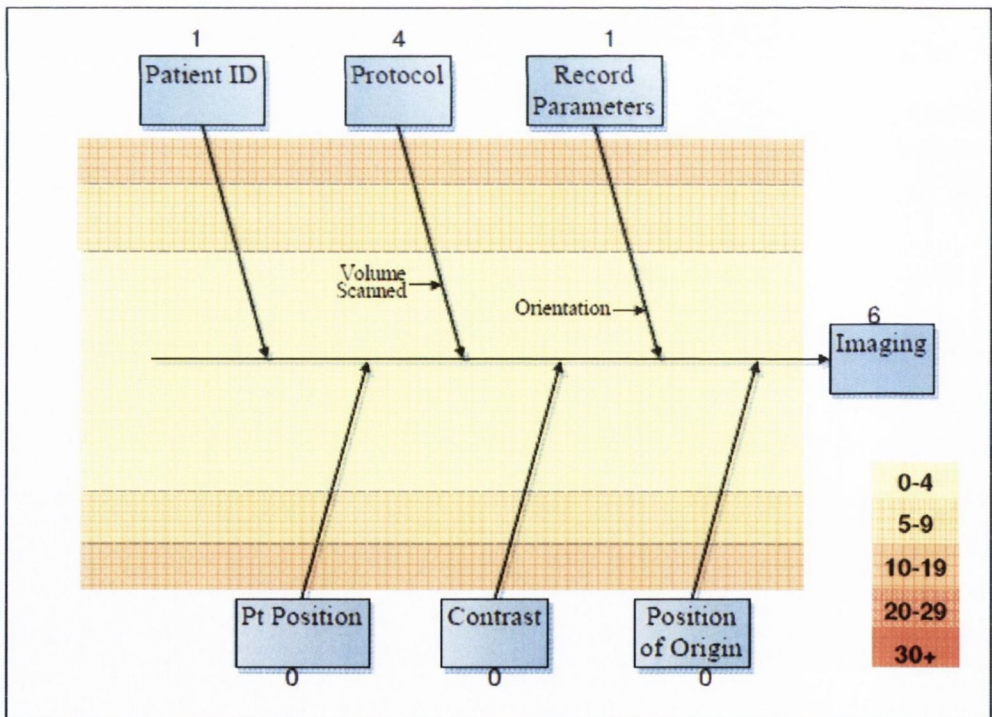 1
4
1
Patient ID
Protocol
Record
Parameters
Volume
Scanned
Orientation
6
Imaging
0-4
5-9
10-19
20-29
30+
Pt Position
Contrast
Position
of Origin
0
0
0